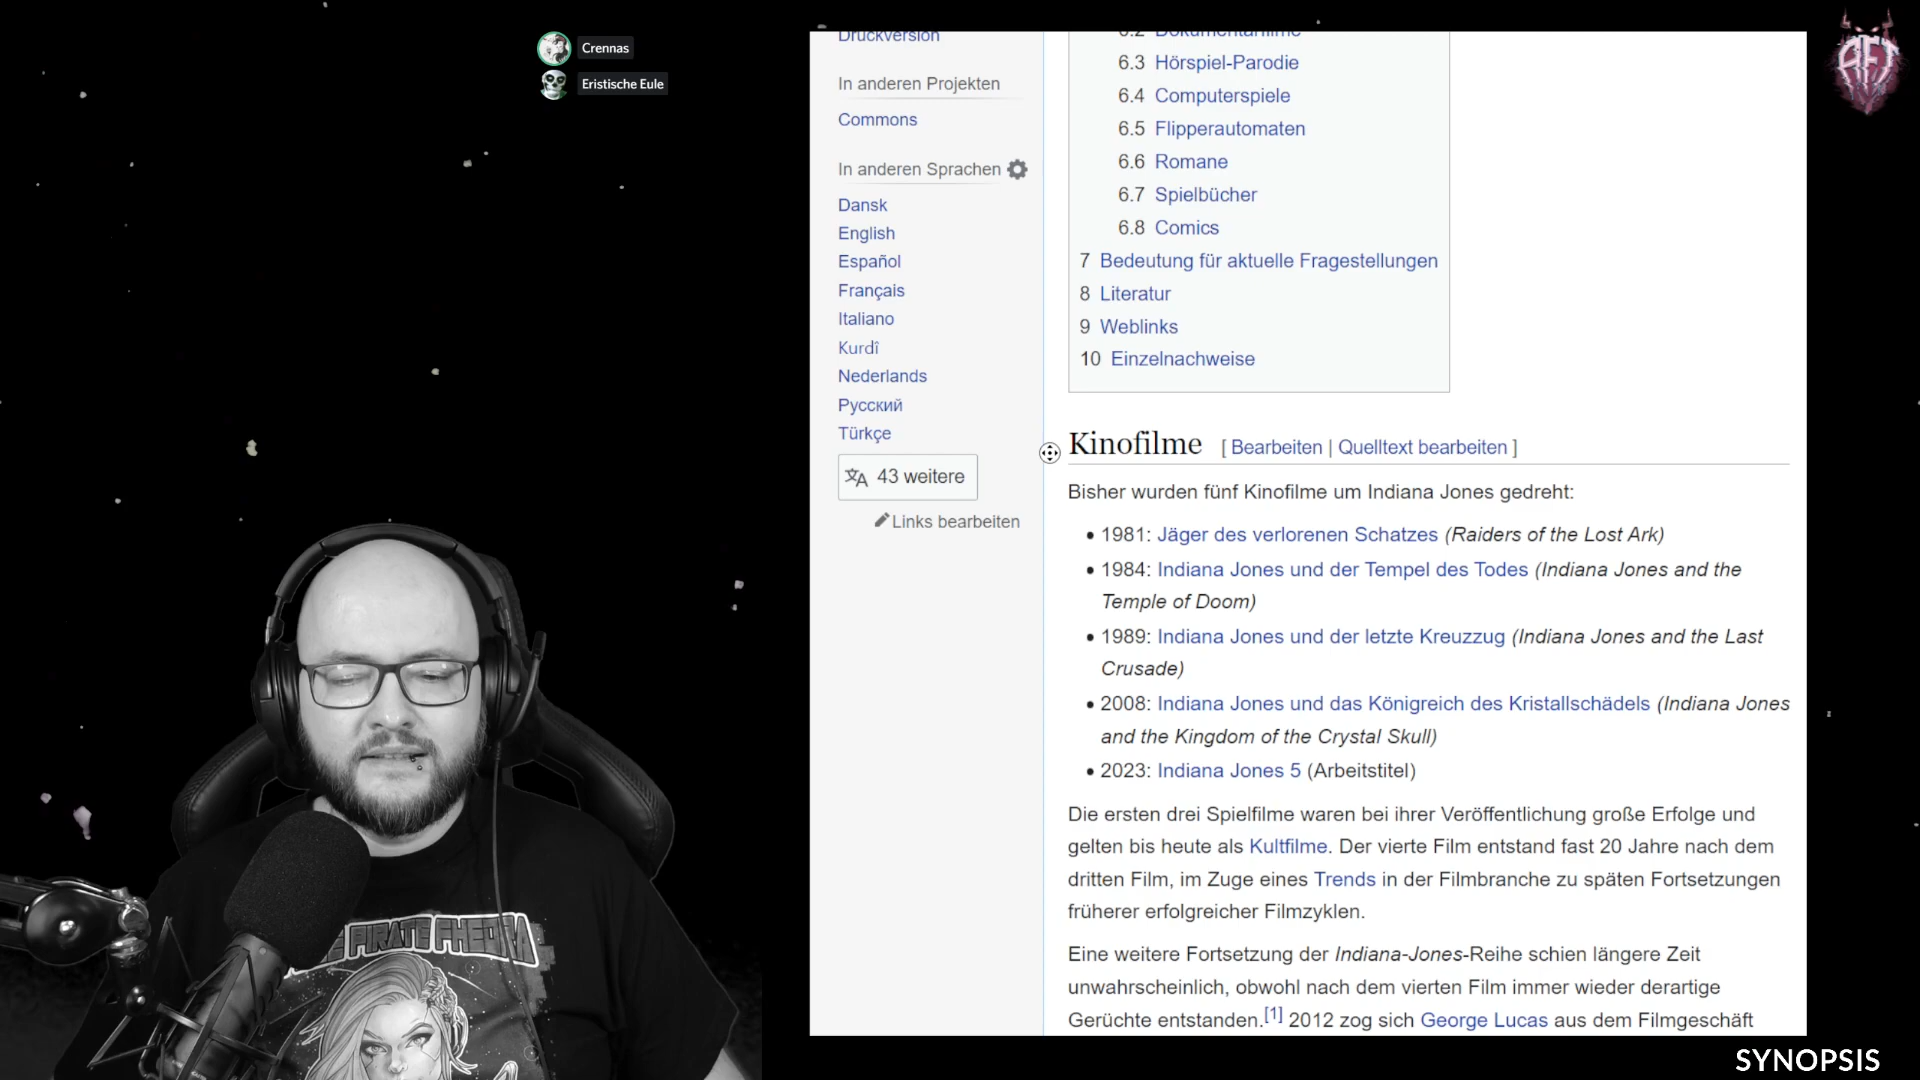 Crennas
Eristische Eule
AFT
Druckversion
In anderen Projekten
Commons
In anderen Sprachen
Dansk
English
Español
Français
Italiano
Kurdî
Nederlands
Русский
Türkçe
43 weitere
Links bearbeiten
6.2 Dokumentarfilme
6.3 Hörspiel-Parodie
6.4 Computerspiele
6.5 Flipperautomaten
6.6 Romane
6.7 Spielbücher
6.8 Comics
7 Bedeutung für aktuelle Fragestellungen
8 Literatur
9 Weblinks
10 Einzelnachweise
Kinofilme [ Bearbeiten | Quelltext bearbeiten ]
Bisher wurden fünf Kinofilme um Indiana Jones gedreht:
• 1981: Jäger des verlorenen Schatzes (Raiders of the Lost Ark)
• 1984: Indiana Jones und der Tempel des Todes (Indiana Jones and the
Temple of Doom)
• 1989: Indiana Jones und der letzte Kreuzzug (Indiana Jones and the Last
Crusade)
• 2008: Indiana Jones und das Königreich des Kristallschädels (Indiana Jones
and the Kingdom of the Crystal Skull)
• 2023: Indiana Jones 5 (Arbeitstitel)
Die ersten drei Spielfilme waren bei ihrer Veröffentlichung große Erfolge und
gelten bis heute als Kultfilme. Der vierte Film entstand fast 20 Jahre nach dem
dritten Film, im Zuge eines Trends in der Filmbranche zu späten Fortsetzungen
früherer erfolgreicher Filmzyklen.
Eine weitere Fortsetzung der Indiana-Jones-Reihe schien längere Zeit
unwahrscheinlich, obwohl nach dem vierten Film immer wieder derartige
Gerüchte entstanden.[1] 2012 zog sich George Lucas aus dem Filmgeschäft
PIRATE
SYNOPSIS